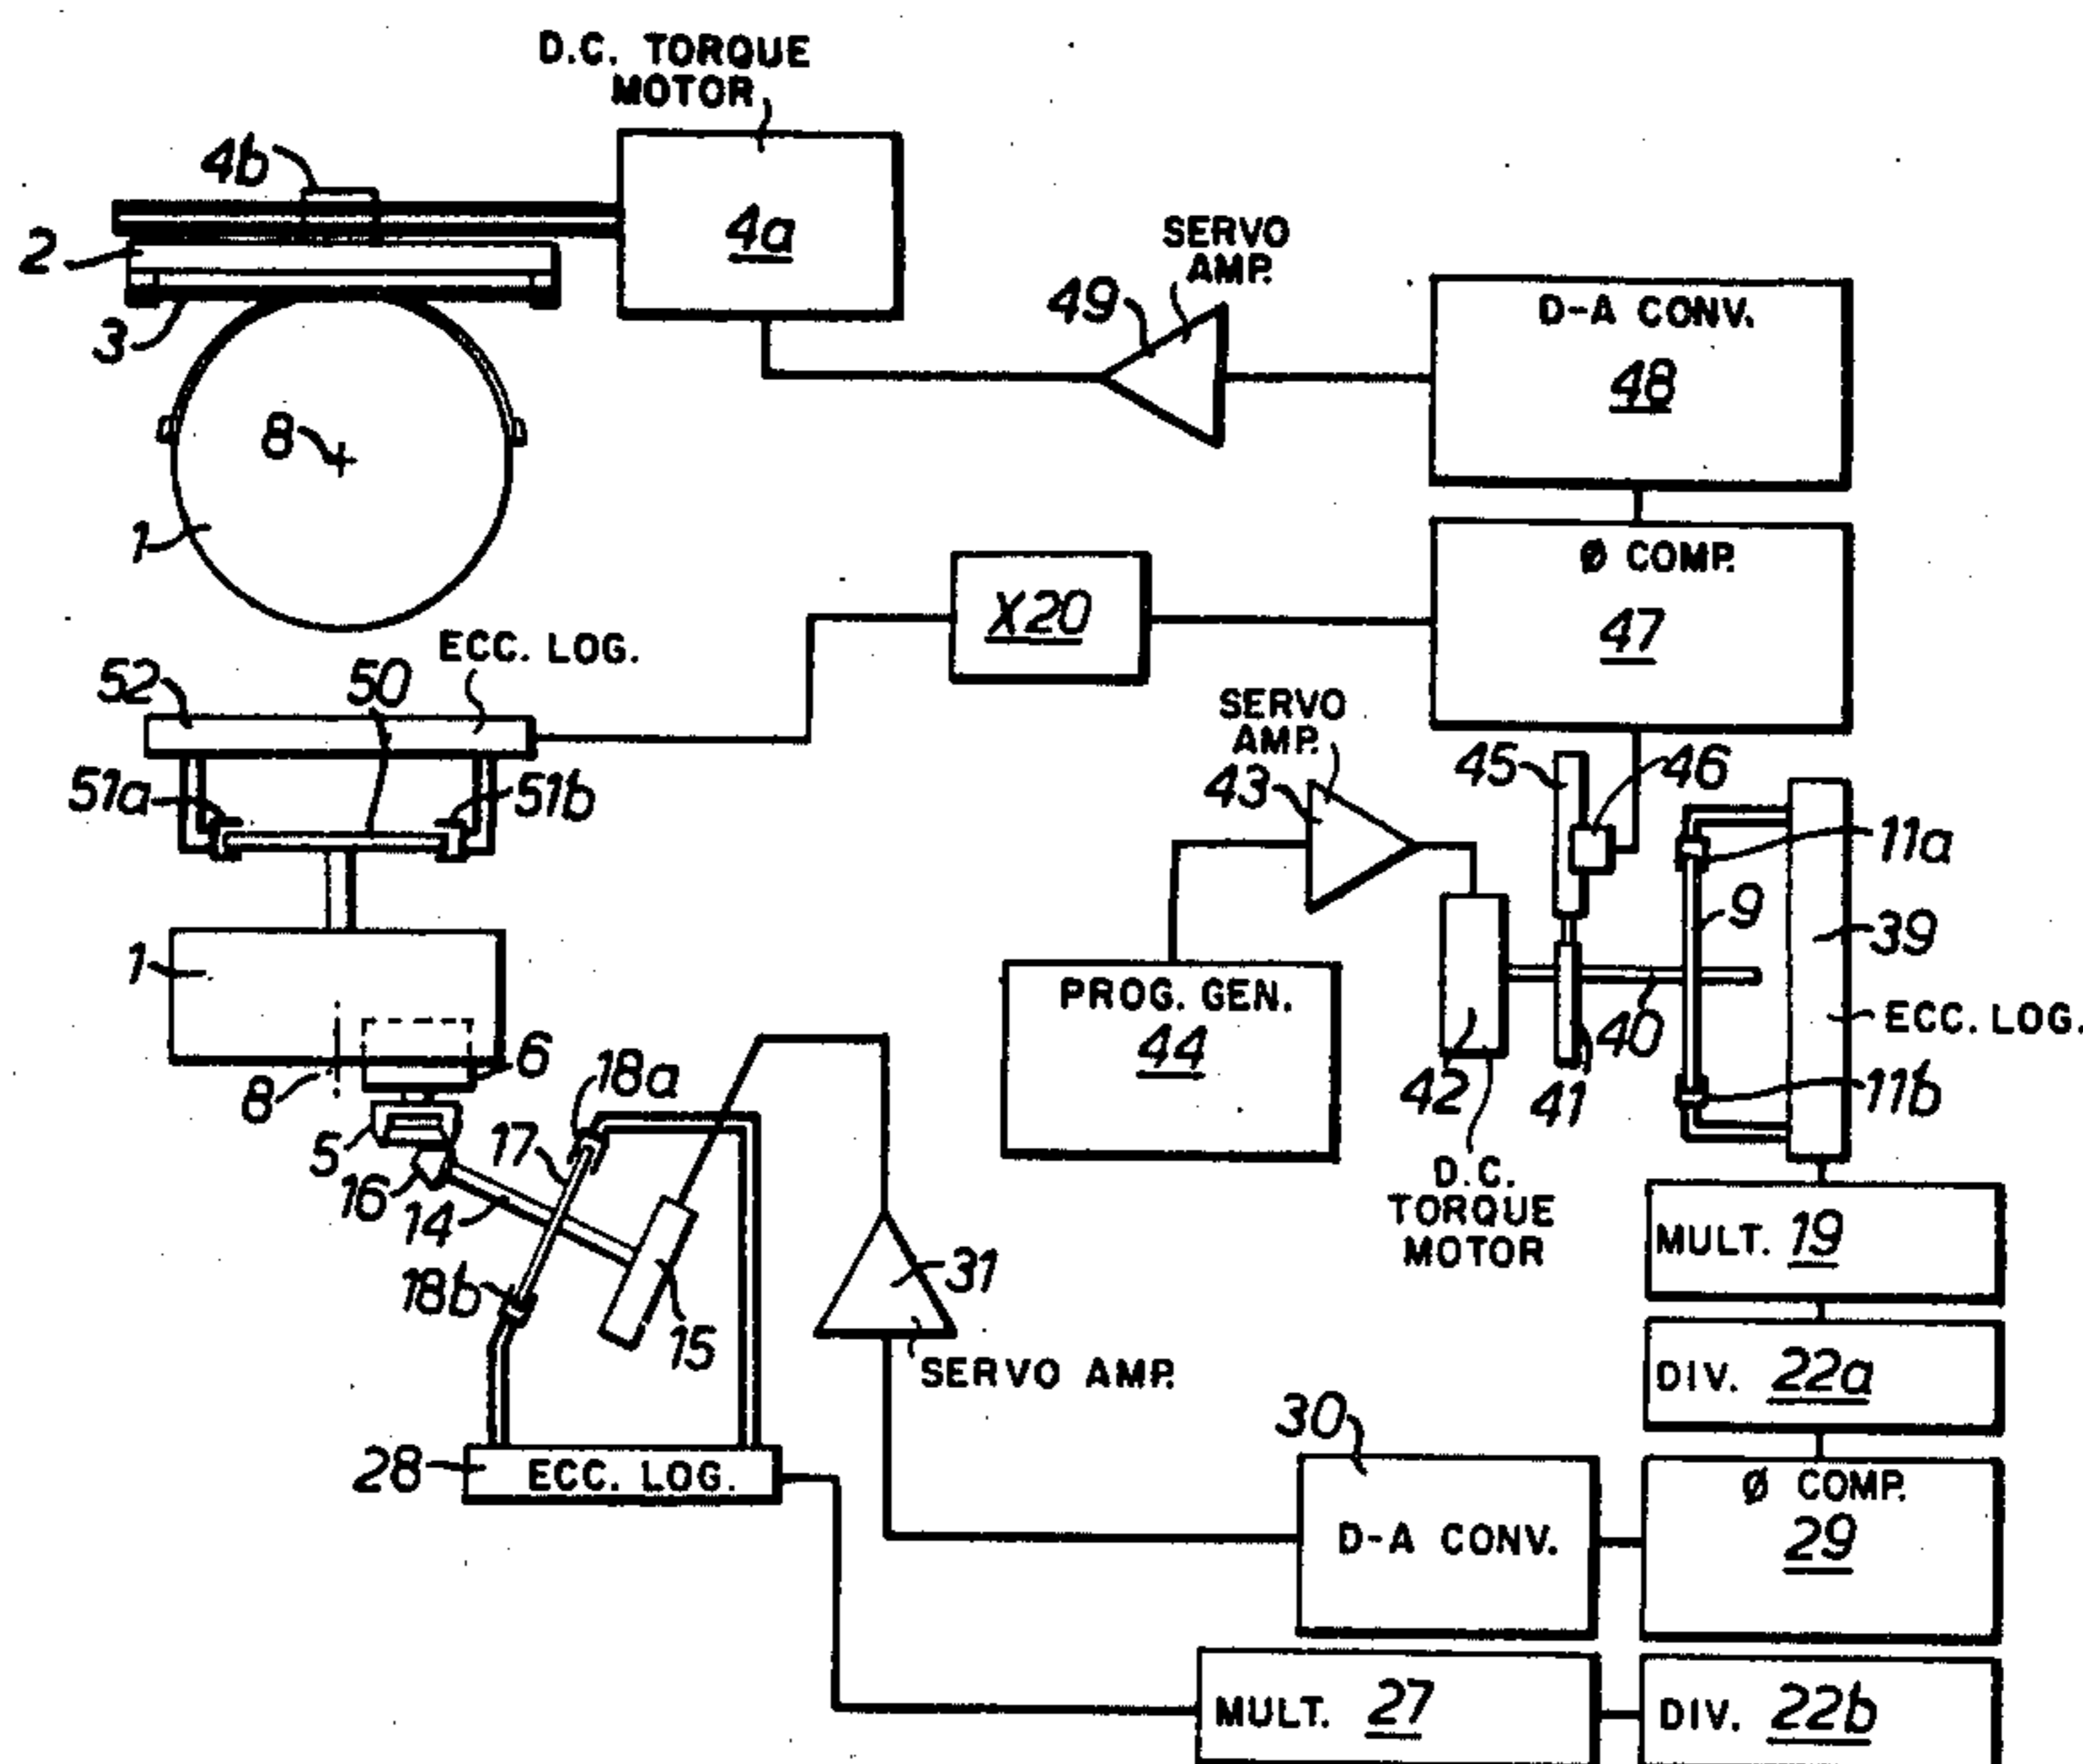 D.C. TORQUE
MOTOR
4b
4a
2
3
8
1
SERVO
AMP.
49
D-A CONV.
48
Ø COMP.
47
X20
ECC. LOG.
52
50
51a
51b
SERVO
AMP.
43
45
46
11a
9
39
ECC. LOG.
11b
40
41
42
D.C.
TORQUE
MOTOR
PROG. GEN.
44
1
6
8
5
16
14
17
18a
18b
15
31
SERVO AMP.
28
ECC. LOG.
MULT. 19
DIV. 22a
30
D-A CONV.
Ø COMP.
29
MULT. 27
DIV. 22b